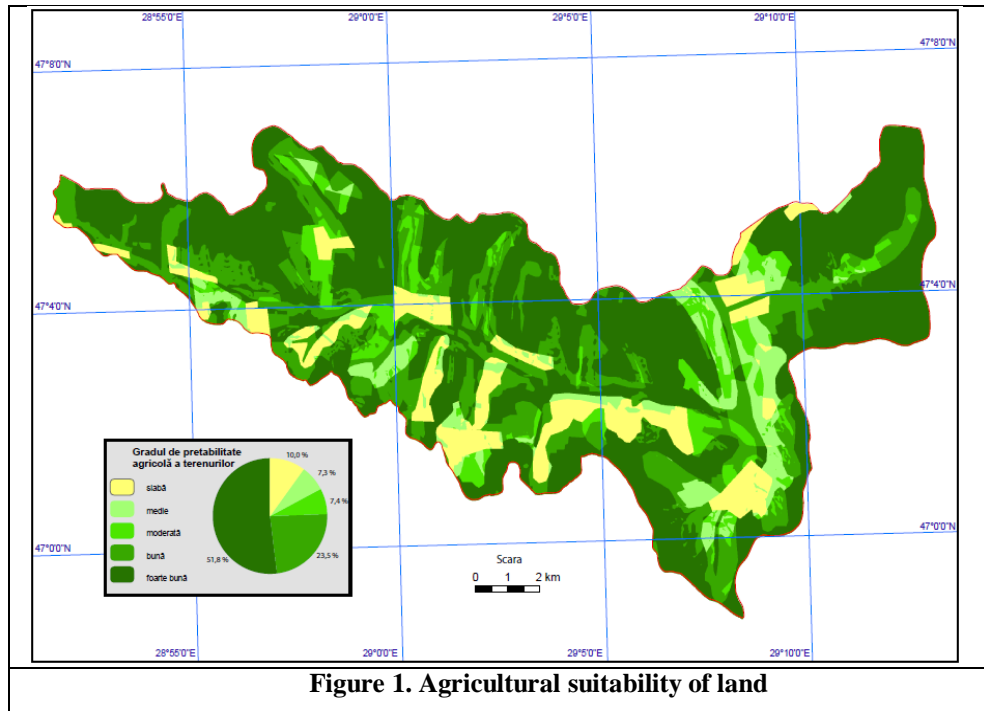 28°55'0"E 29°0'0"E 29°5'0"E 29°10'0"E
47°8'0"N 47°8'0"N
47°4'0"N 47°4'0"N
Gradul de pretabilitate
agricolă a terenurilor
slabă
medie
moderată
bună
foarte bună
10,0 %
7,3 %
7,4 %
23,5 %
51,8 %
47°0'0"N 47°0'0"N
Scara
0 1 2 km
28°55'0"E 29°0'0"E 29°5'0"E 29°10'0"E
Figure 1. Agricultural suitability of land